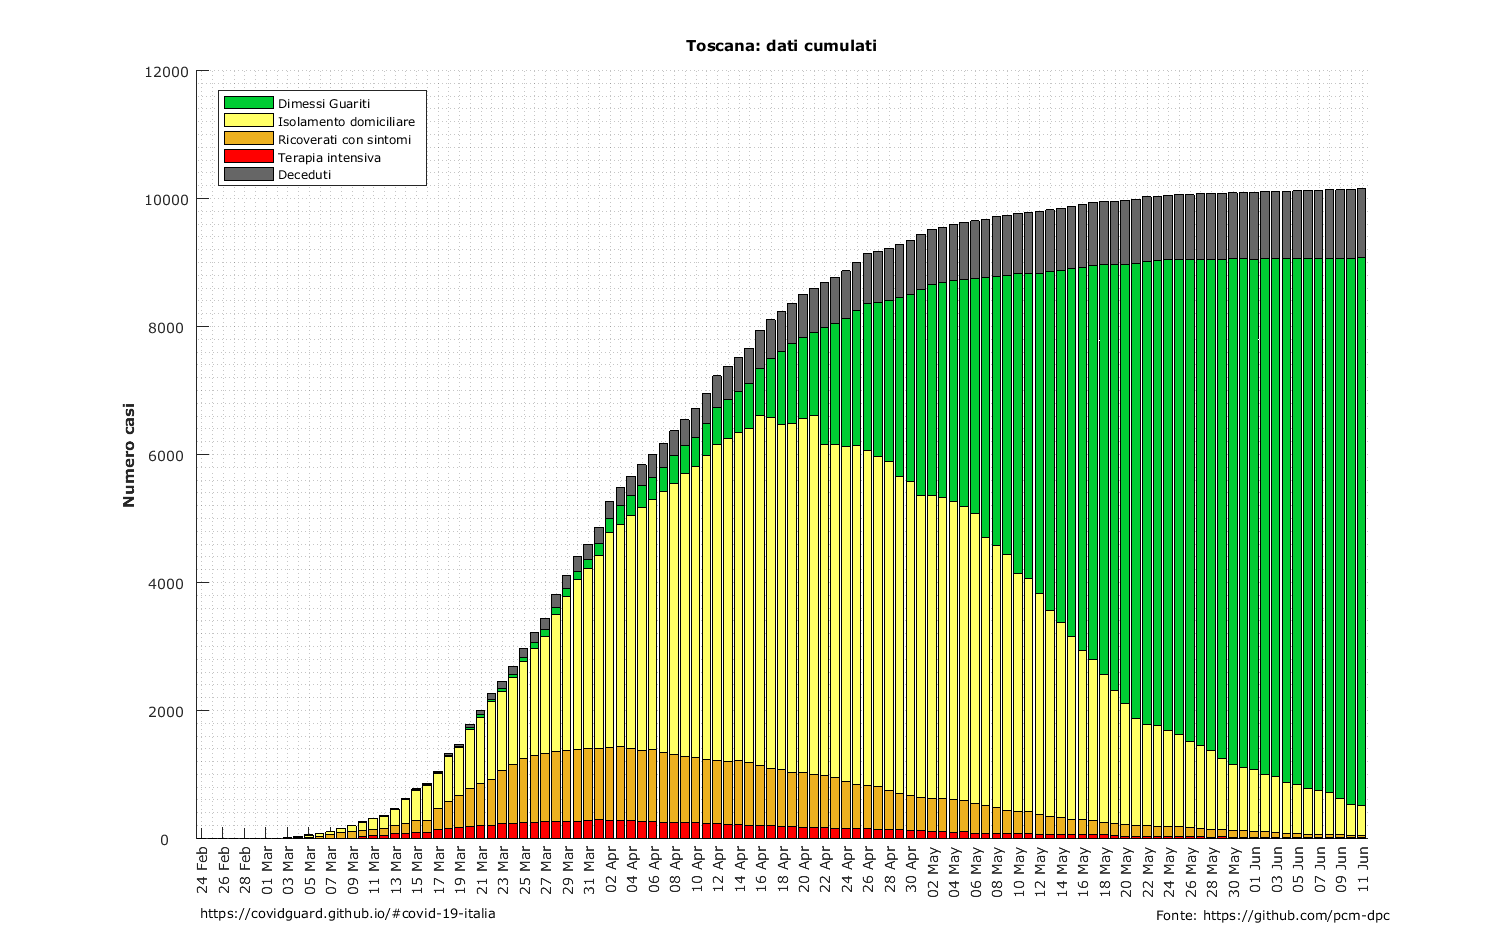 Toscana: dati cumulati
12000
10000
8000
6000
4000
2000
0
Numero casi
Dimessi Guariti
Isolamento domiciliare
Ricoverati con sintomi
Terapia intensiva
Deceduti
24 Feb
26 Feb
28 Feb
01 Mar
03 Mar
05 Mar
07 Mar
09 Mar
11 Mar
13 Mar
15 Mar
17 Mar
19 Mar
21 Mar
23 Mar
25 Mar
27 Mar
29 Mar
31 Mar
02 Apr
04 Apr
06 Apr
08 Apr
10 Apr
12 Apr
14 Apr
16 Apr
18 Apr
20 Apr
22 Apr
24 Apr
26 Apr
28 Apr
30 Apr
02 May
04 May
06 May
08 May
10 May
12 May
14 May
16 May
18 May
20 May
22 May
24 May
26 May
28 May
30 May
01 Jun
03 Jun
05 Jun
07 Jun
09 Jun
11 Jun
https://covidguard.github.io/#covid-19-italia
Fonte: https://github.com/pcm-dpc